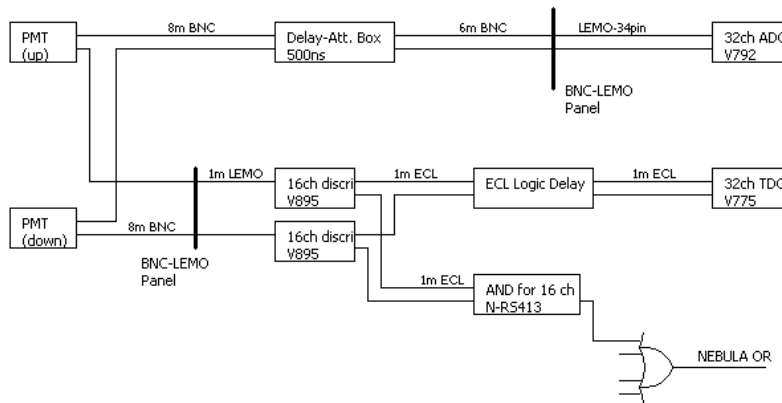 PMT
(up)
8m BNC
Delay-Att. Box
500ns
6m BNC
LEMO-34pin
32ch ADC
V792
BNC-LEMO
Panel
1m LEMO
16ch discri
V895
1m ECL
ECL Logic Delay
1m ECL
32ch TDC
V775
PMT
(down)
8m BNC
16ch discri
V895
BNC-LEMO
Panel
1m ECL
AND for 16 ch
N-RS413
NEBULA OR